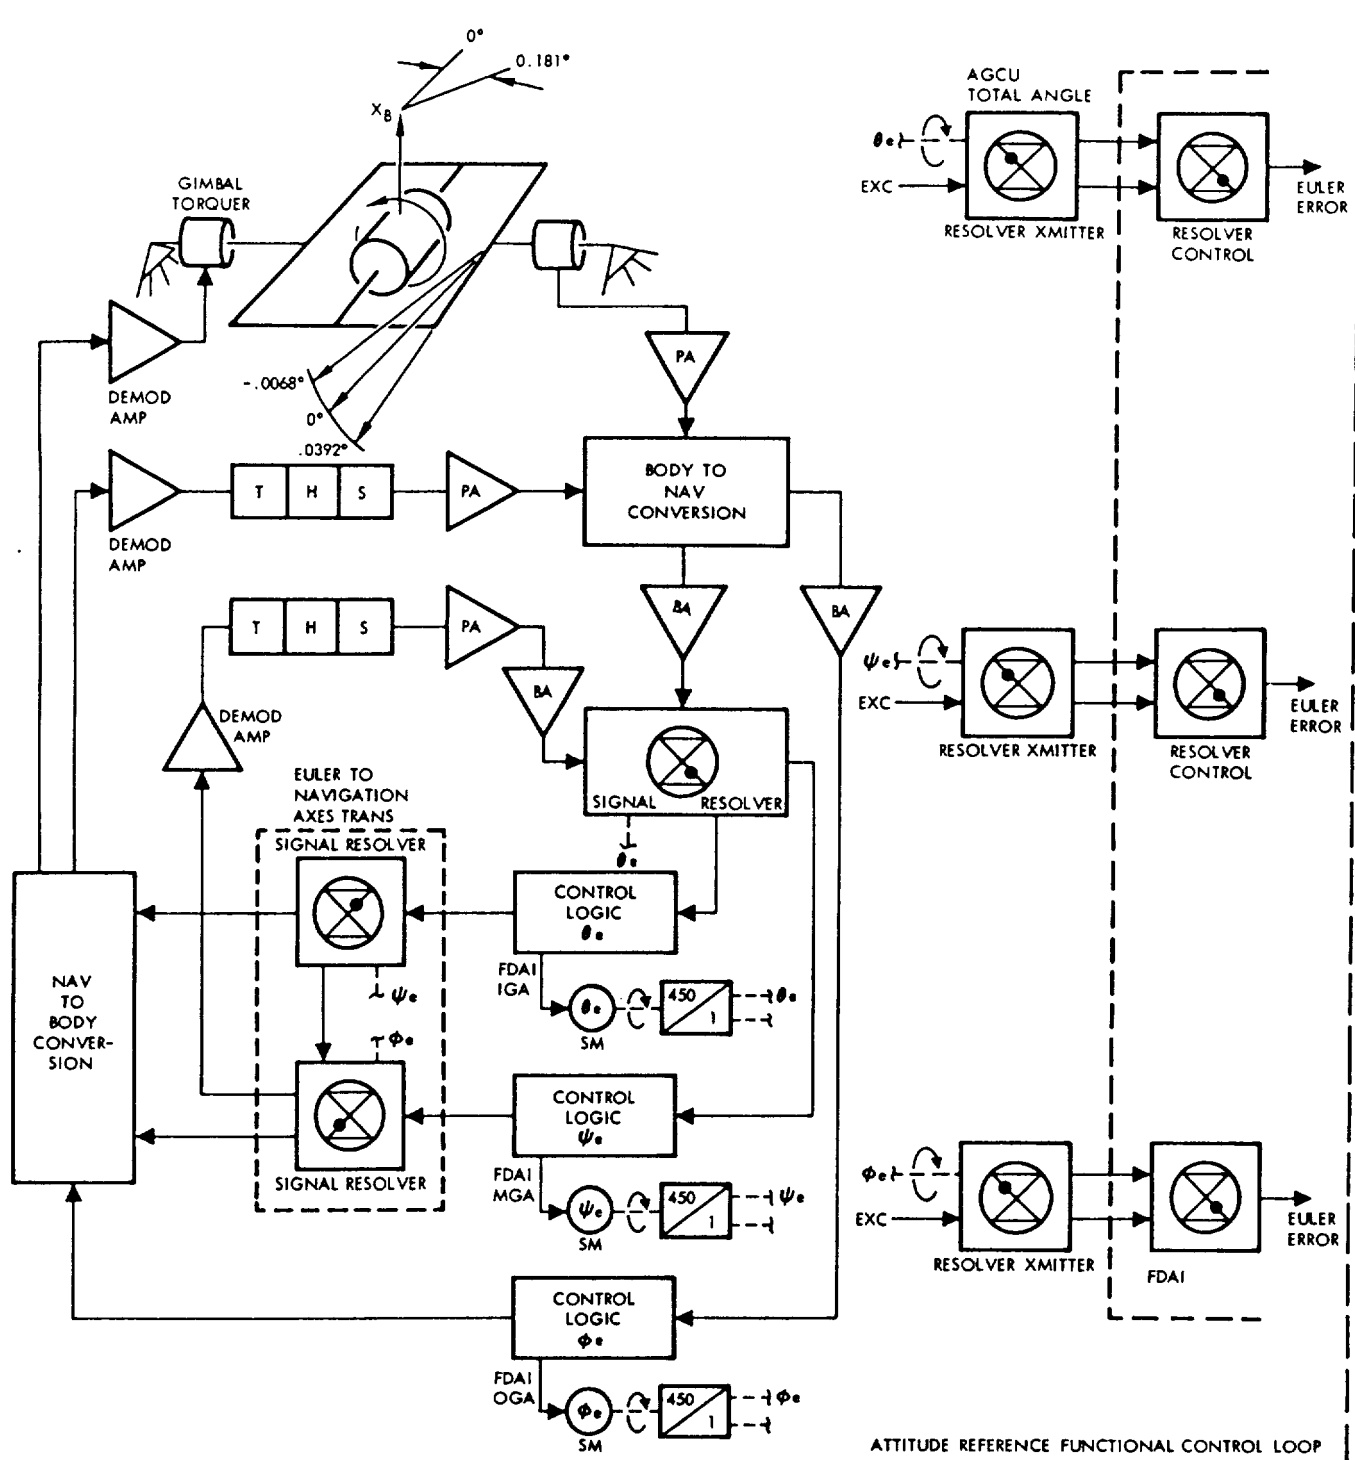 0°
0.181°
X_B
AGCU
TOTAL ANGLE
θe
EXC
RESOLVER XMITTER
RESOLVER
CONTROL
EULER
ERROR
GIMBAL
TORQUER
DEMOD
AMP
-.0068°
0°
.0392°
PA
T H S
PA
BODY TO
NAV
CONVERSION
DEMOD
AMP
T H S
PA
BA
BA
BA
ψe
EXC
RESOLVER XMITTER
RESOLVER
CONTROL
EULER
ERROR
DEMOD
AMP
EULER TO
NAVIGATION
AXES TRANS
SIGNAL RESOLVER
SIGNAL RESOLVER
θe
CONTROL
LOGIC
θe
FDAI
IGA
θe
SM
450
1
θe
ψe
φe
NAV
TO
BODY
CONVER-
SION
SIGNAL RESOLVER
CONTROL
LOGIC
ψe
FDAI
MGA
ψe
SM
450
1
ψe
φe
EXC
RESOLVER XMITTER
FDAI
EULER
ERROR
CONTROL
LOGIC
φe
FDAI
OGA
φe
SM
450
1
φe
ATTITUDE REFERENCE FUNCTIONAL CONTROL LOOP